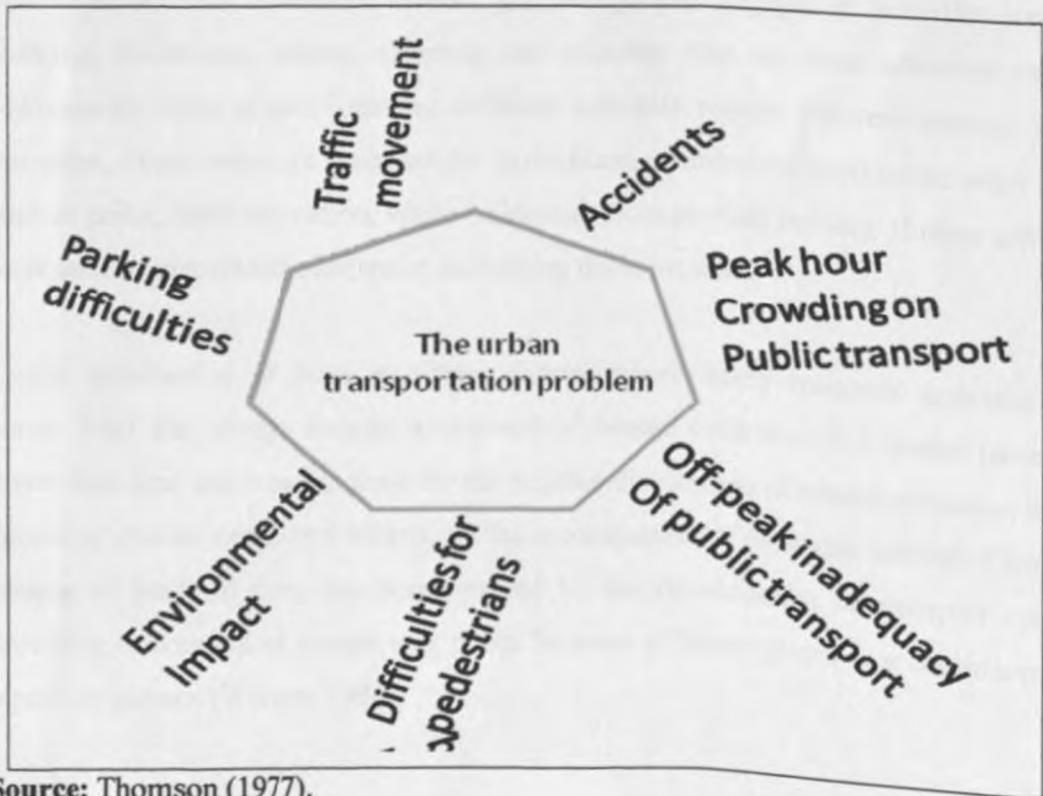 Traffic
movement
Accidents
Peak hour
Crowding on
Public transport
Off-peak inadequacy
Of public transport
Difficulties for
pedestrians
Environmental
Impact
Parking
difficulties
The urban
transportation problem
Source: Thomson (1977).